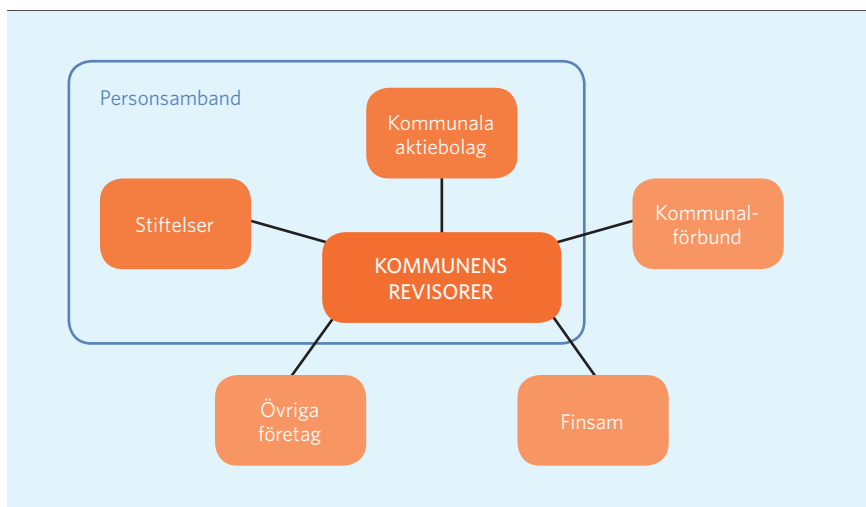 Personsamband
Kommunala
aktiebolag
Stiftelser
Kommunal-
förbund
KOMMUNENS
REVISORER
Övriga
företag
Finsam